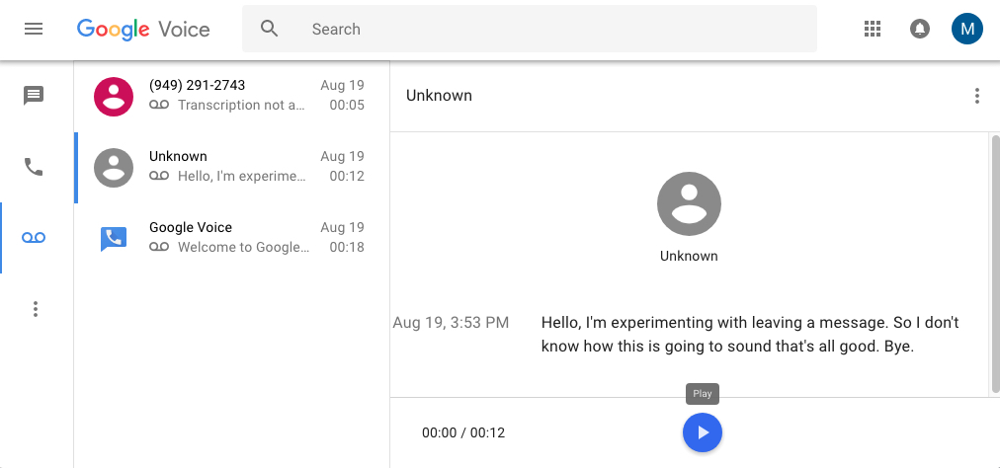 Google Voice
Search
M
(949) 291-2743 Aug 19
Transcription not a... 00:05
Unknown Aug 19
Hello, I'm experime... 00:12
Google Voice Aug 19
Welcome to Google... 00:18
Unknown
Unknown
Aug 19, 3:53 PM
Hello, I'm experimenting with leaving a message. So I don't
know how this is going to sound that's all good. Bye.
Play
00:00 / 00:12